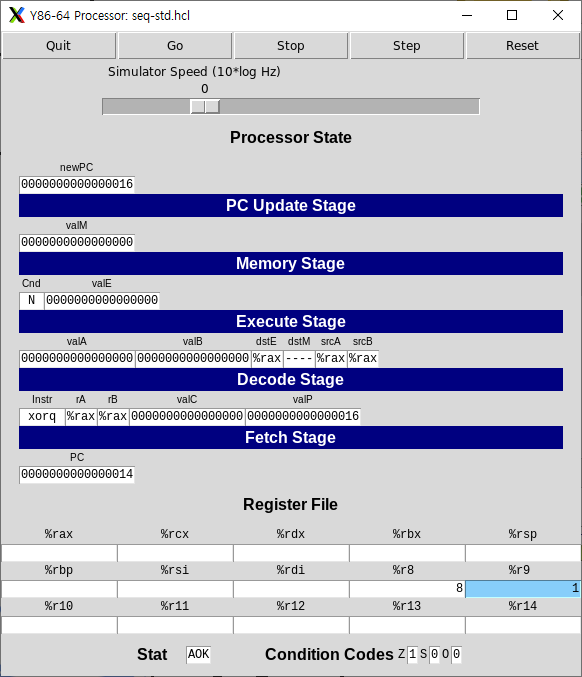 Y86-64 Processor: seq-std.hcl
Quit Go Stop Step Reset
Simulator Speed (10*log Hz)
0
Processor State
newPC
0000000000000016
PC Update Stage
valM
0000000000000000
Memory Stage
Cnd valE
N 0000000000000000
Execute Stage
valA valB dstE dstM srcA srcB
0000000000000000 0000000000000000 %rax ---- %rax %rax
Decode Stage
Instr rA rB valC valP
xorq %rax %rax 0000000000000000 0000000000000016
Fetch Stage
PC
0000000000000014
Register File
%rax %rcx %rdx %rbx %rsp
%rbp %rsi %rdi %r8 %r9
8 1
%r10 %r11 %r12 %r13 %r14
Stat AOK Condition Codes Z 1 S 0 O 0